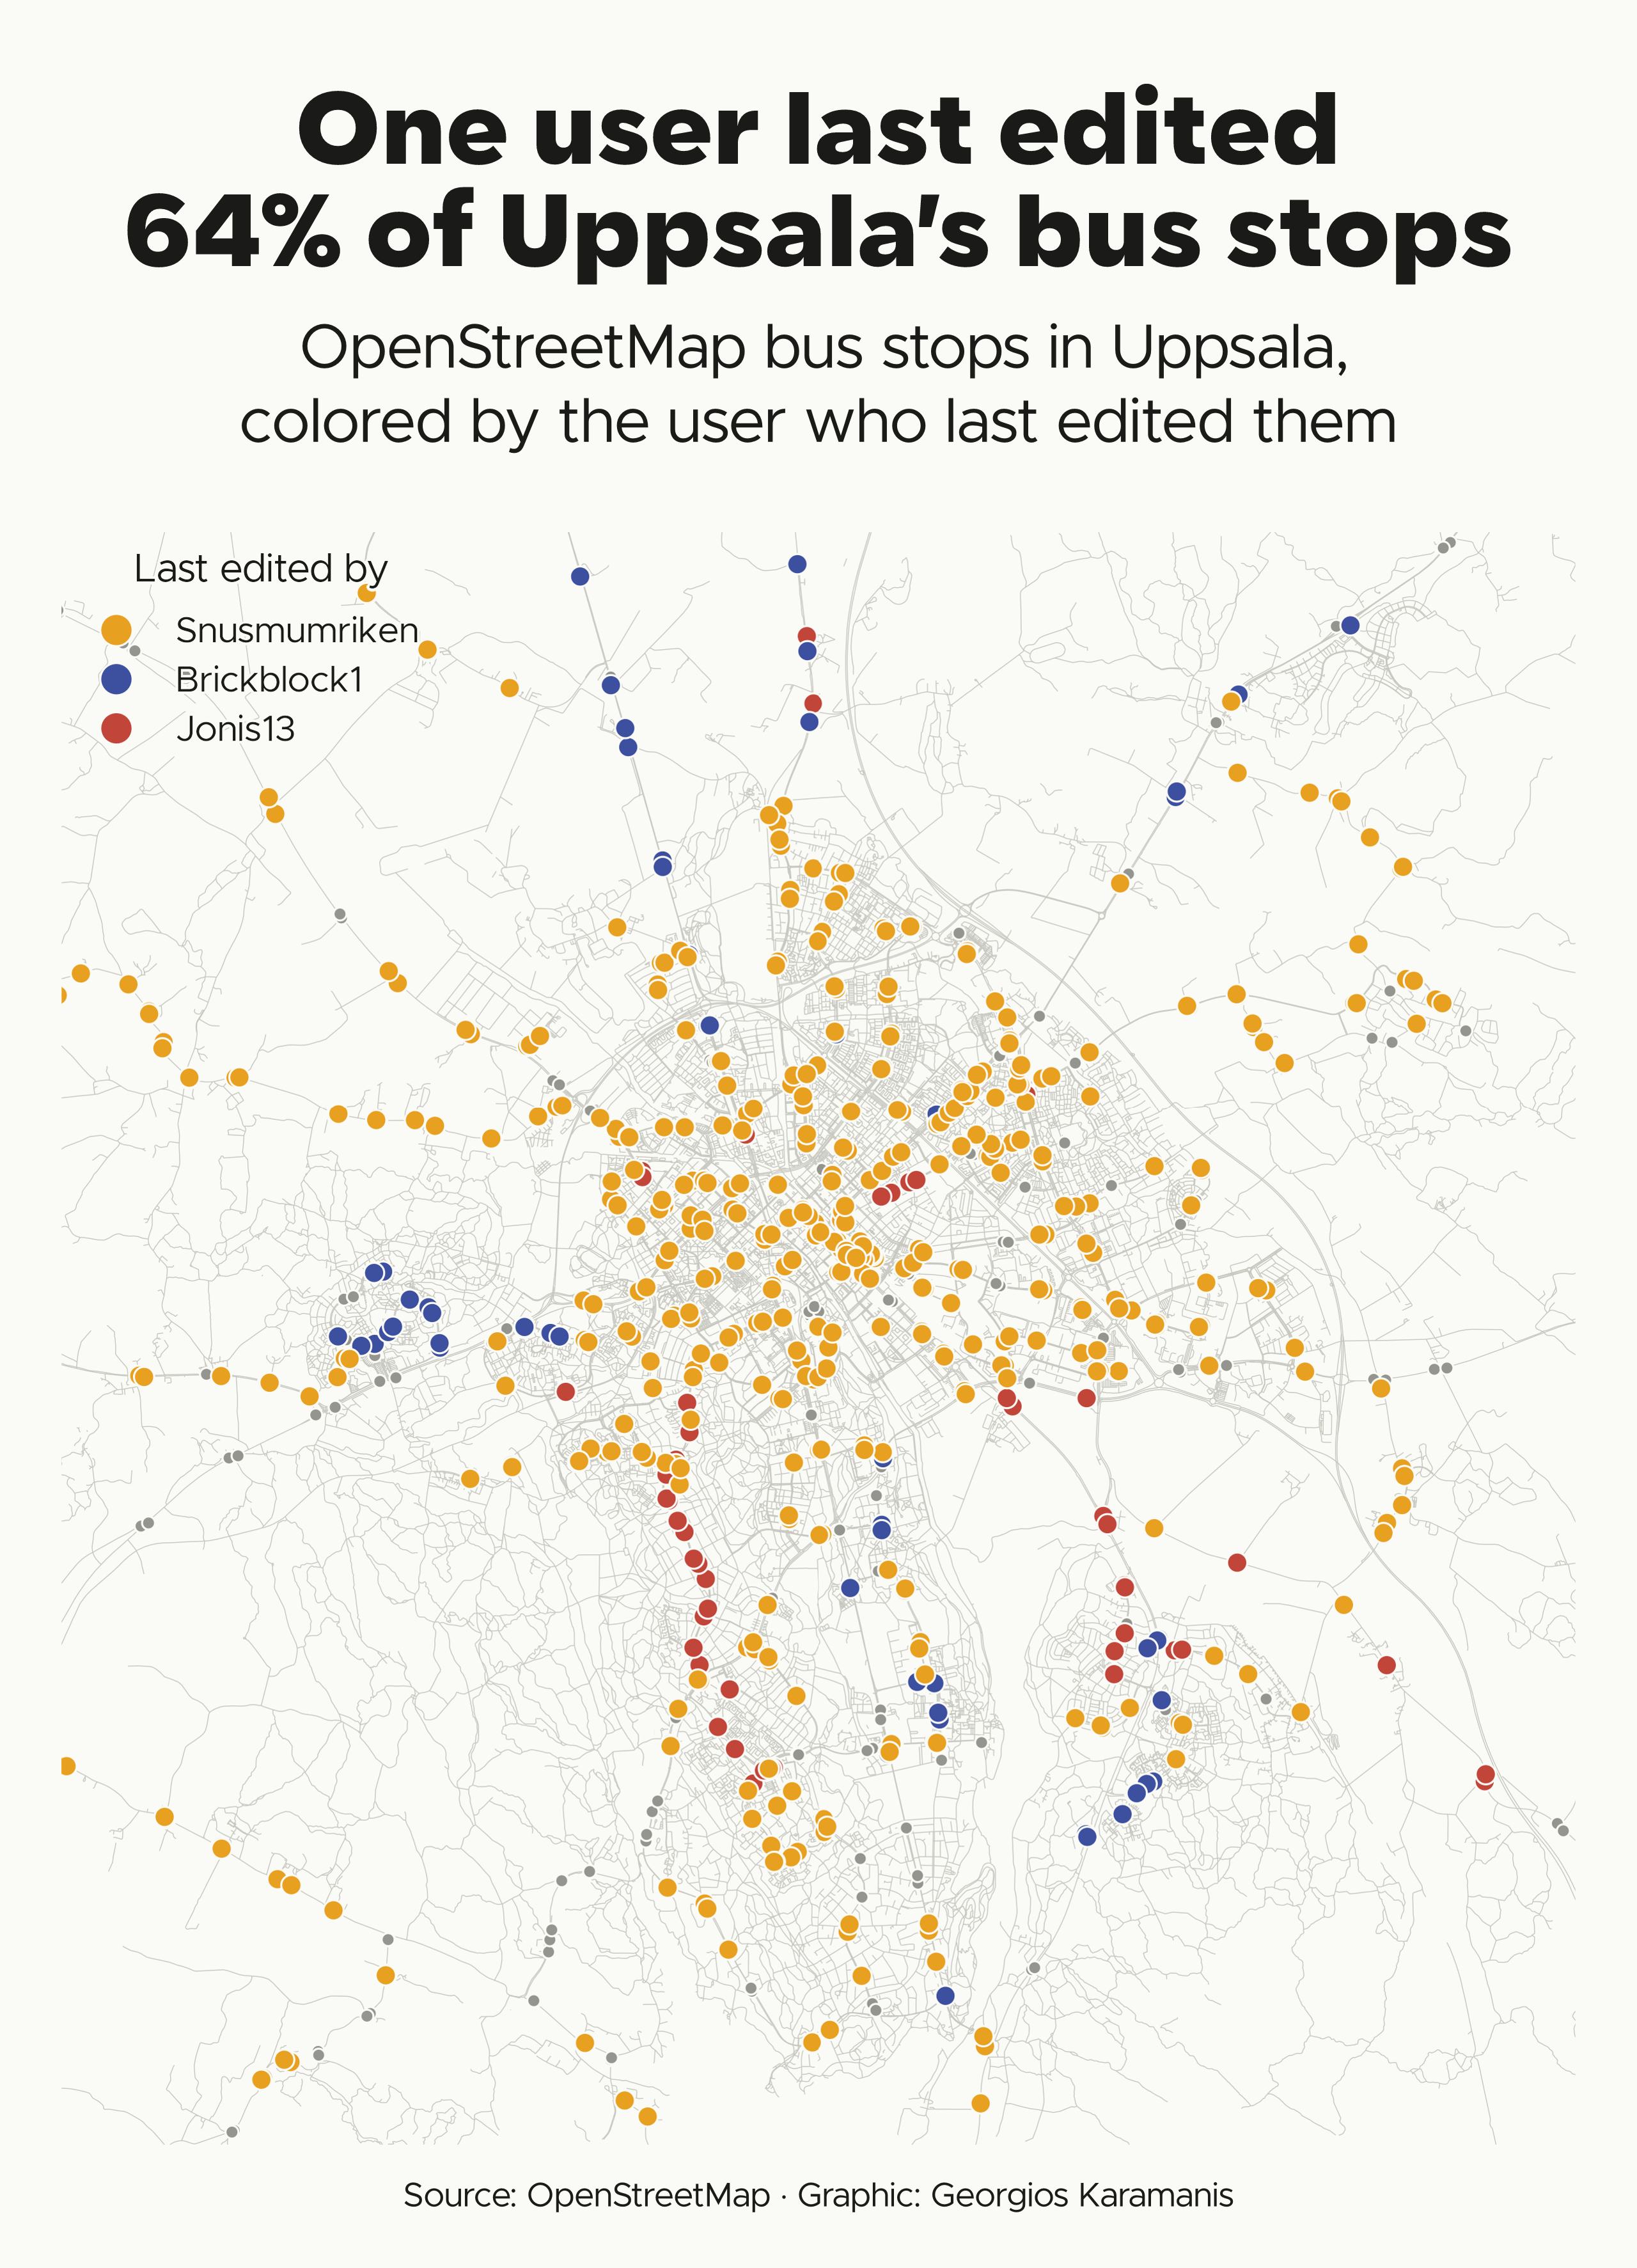 One user last edited
64% of Uppsala’s bus stops
OpenStreetMap bus stops in Uppsala,
colored by the user who last edited them
Last edited by
Snusmumriken
Brickblock1
Jonis13
Source: OpenStreetMap · Graphic: Georgios Karamanis